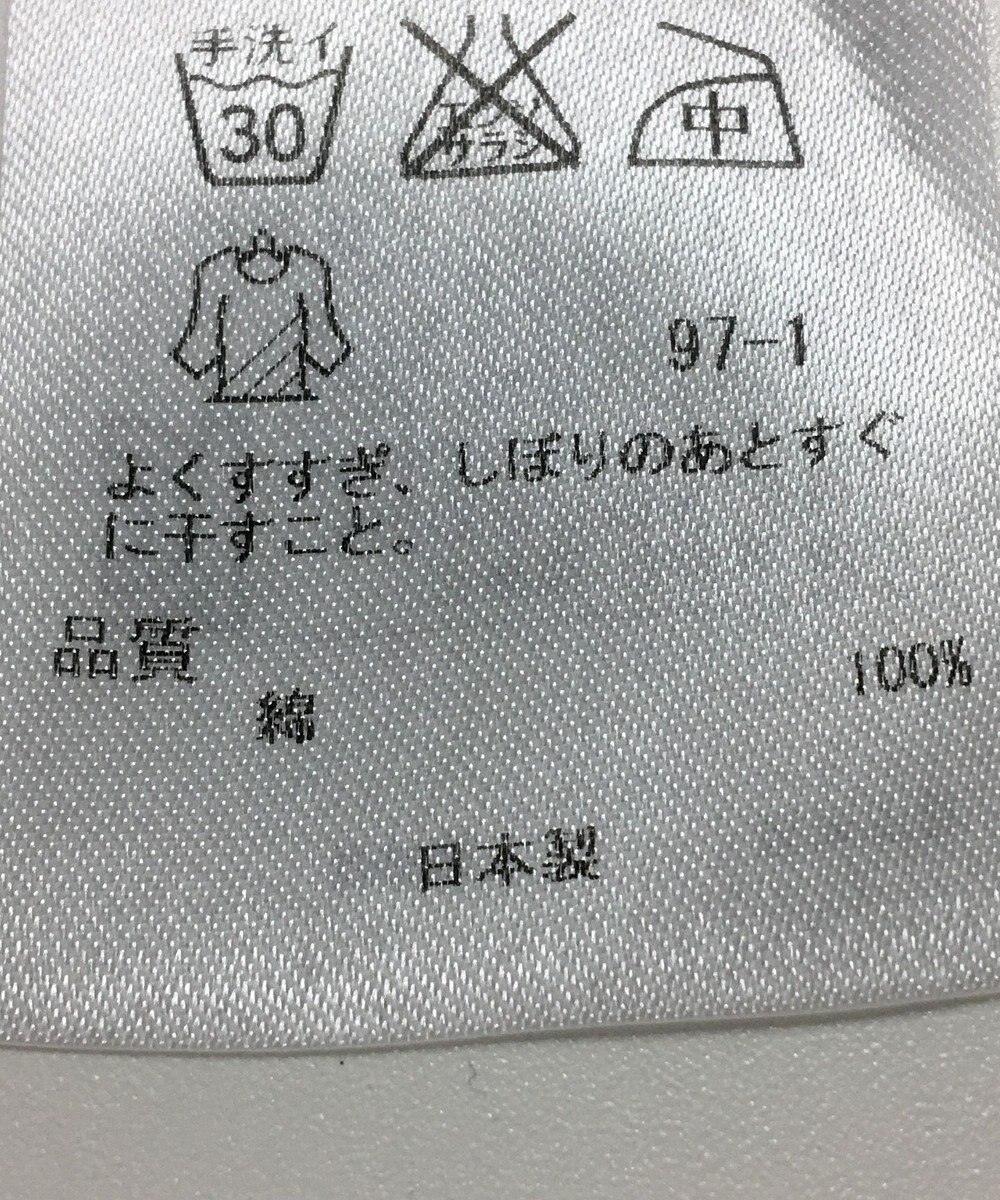 手洗イ
30
エンソ
サラシ
中
97-1
よくすすぎ、しぼりのあとすぐ
に干すこと。
品質
100%
綿
日本製